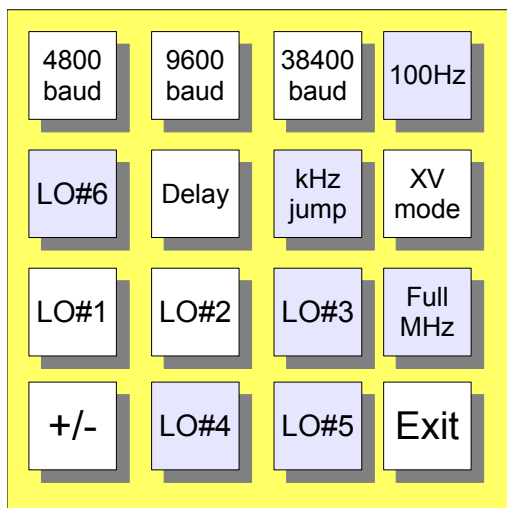 4800
baud
9600
baud
38400
baud
100Hz
LO#6
Delay
kHz
jump
XV
mode
LO#1
LO#2
LO#3
Full
MHz
+/-
LO#4
LO#5
Exit